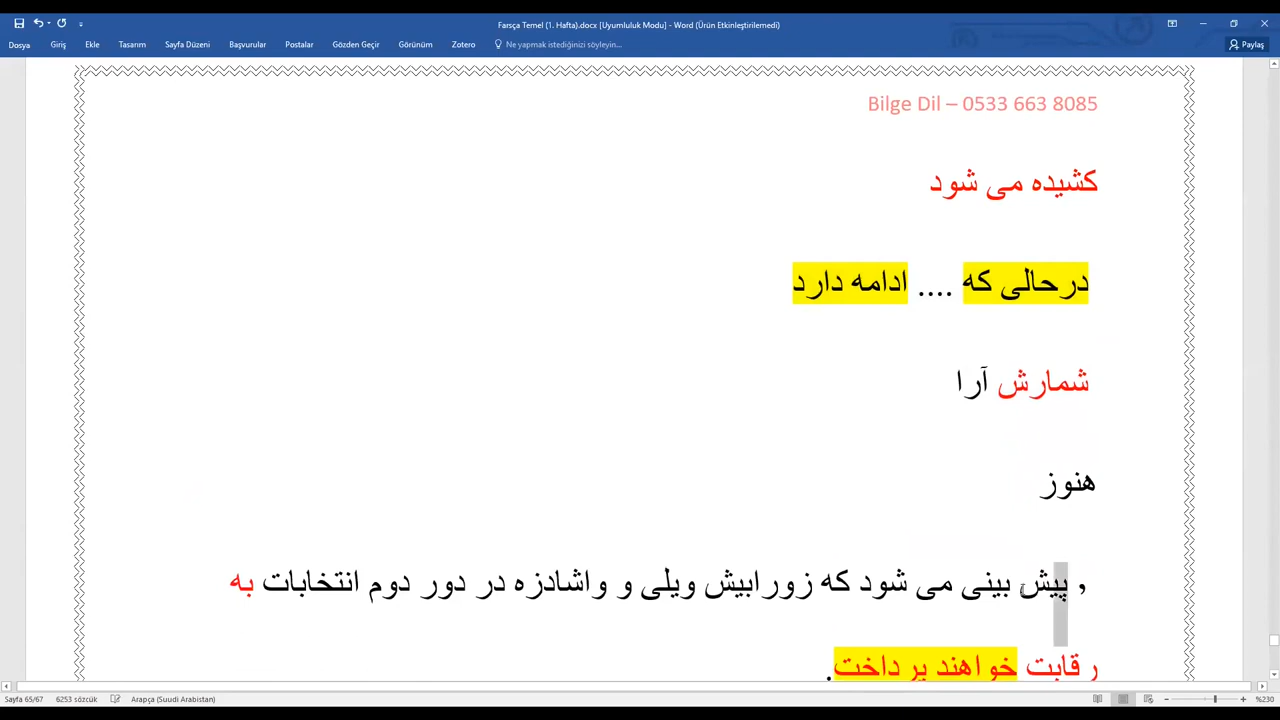 Farsça Temel (1. Hafta).docx [Uyumluluk Modu] - Word (Ürün Etkinleştirilemedi)
Dosya Giriş Ekle Tasarım Sayfa Düzeni Başvurular Postalar Gözden Geçir Görünüm Zotero Ne yapmak istediğinizi söyleyin... Paylaş
Bilge Dil – 0533 663 8085
کشیده می شود
درحالی که .... ادامه دارد
شمارش آرا
هنوز
, پیش بینی می شود که زورابیش ویلی و واشادزه در دور دوم انتخابات به
رقابت خواهند پرداخت.
Sayfa 65/67 6253 sözcük Arapça (Suudi Arabistan) %230